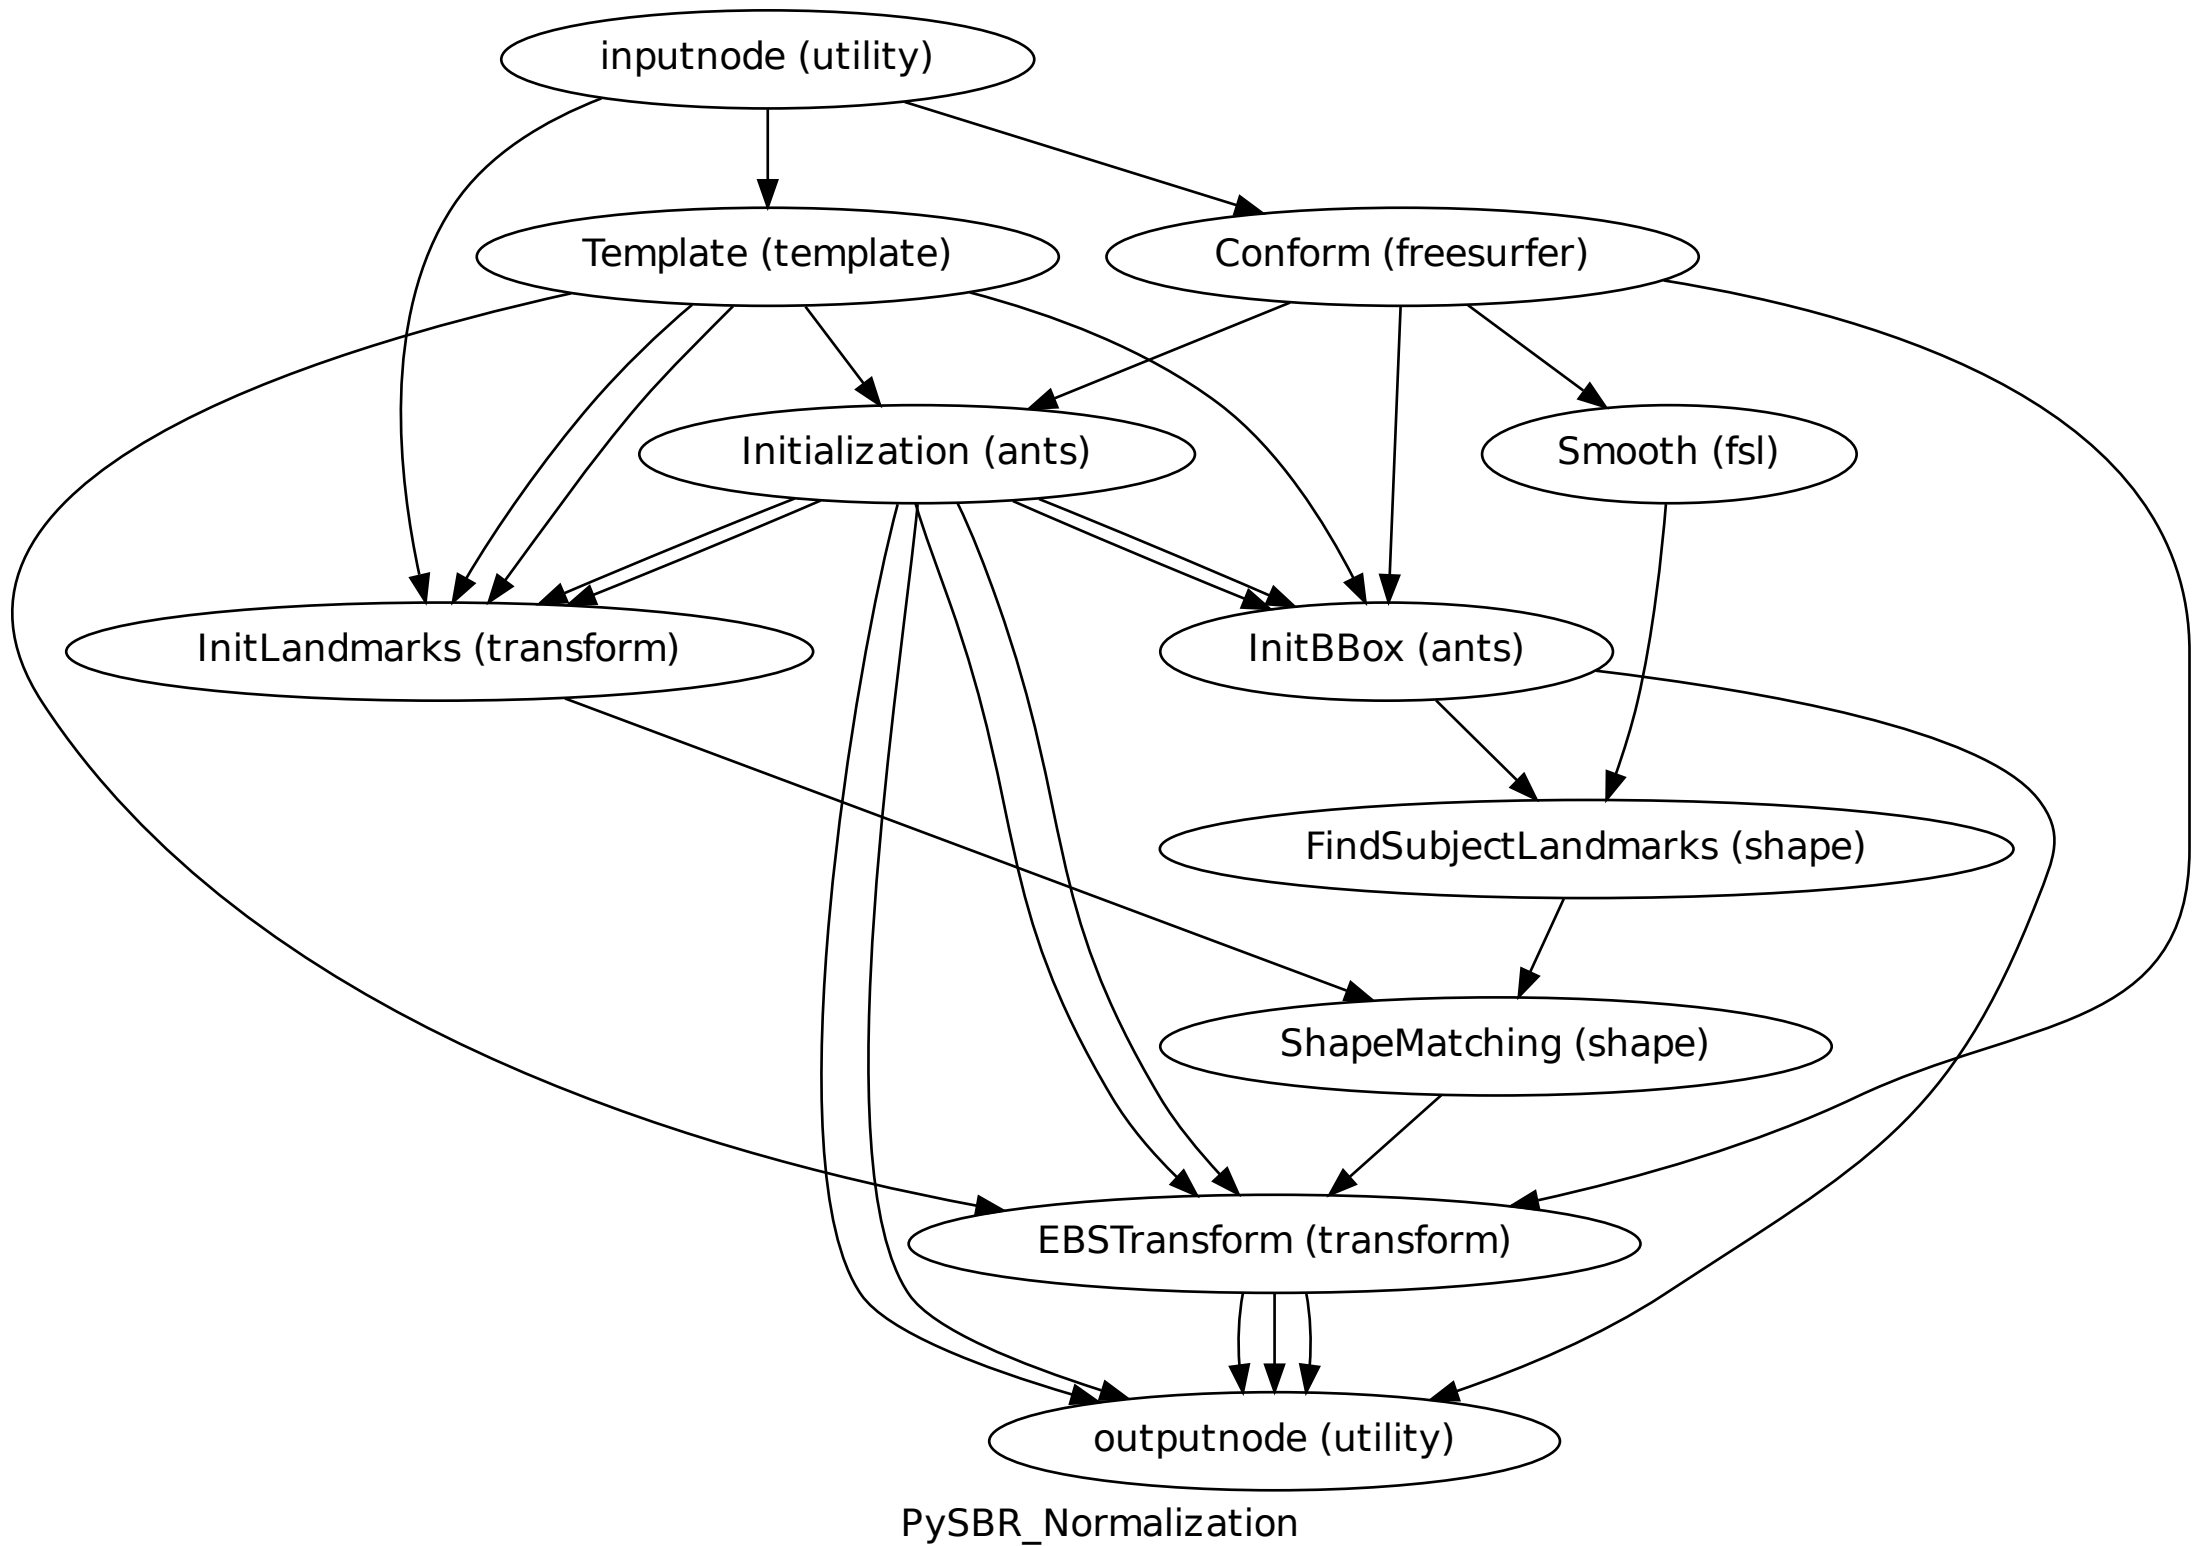 inputnode (utility)
Template (template)
Conform (freesurfer)
Initialization (ants)
Smooth (fsl)
InitLandmarks (transform)
InitBBox (ants)
FindSubjectLandmarks (shape)
ShapeMatching (shape)
EBSTransform (transform)
outputnode (utility)
PySBR_Normalization